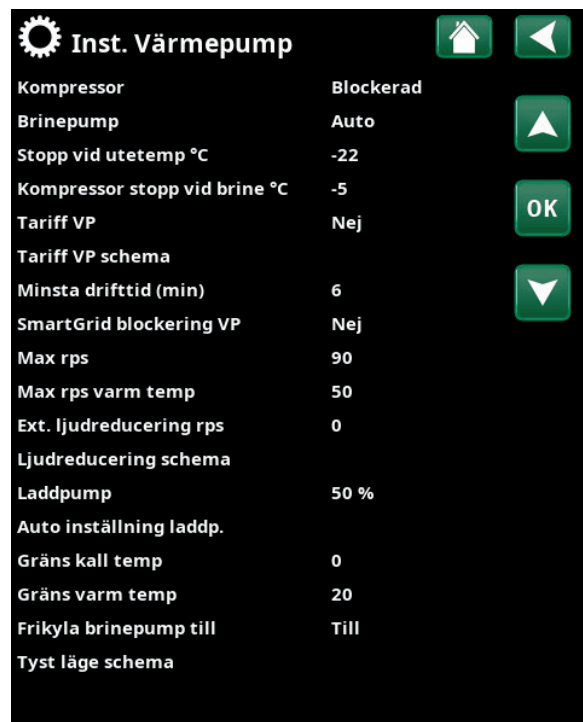 Inst. Värmepump
Kompressor Blockerad
Brinepump Auto
Stopp vid utetemp °C -22
Kompressor stopp vid brine °C -5
OK
Tariff VP Nej
Tariff VP schema
Minsta drifttid (min) 6
SmartGrid blockering VP Nej
Max rps 90
Max rps varm temp 50
Ext. ljudreducering rps 0
Ljudreducering schema
Laddpump 50 %
Auto inställning laddp.
Gräns kall temp 0
Gräns varm temp 20
Frikyla brinepump till Till
Tyst läge schema